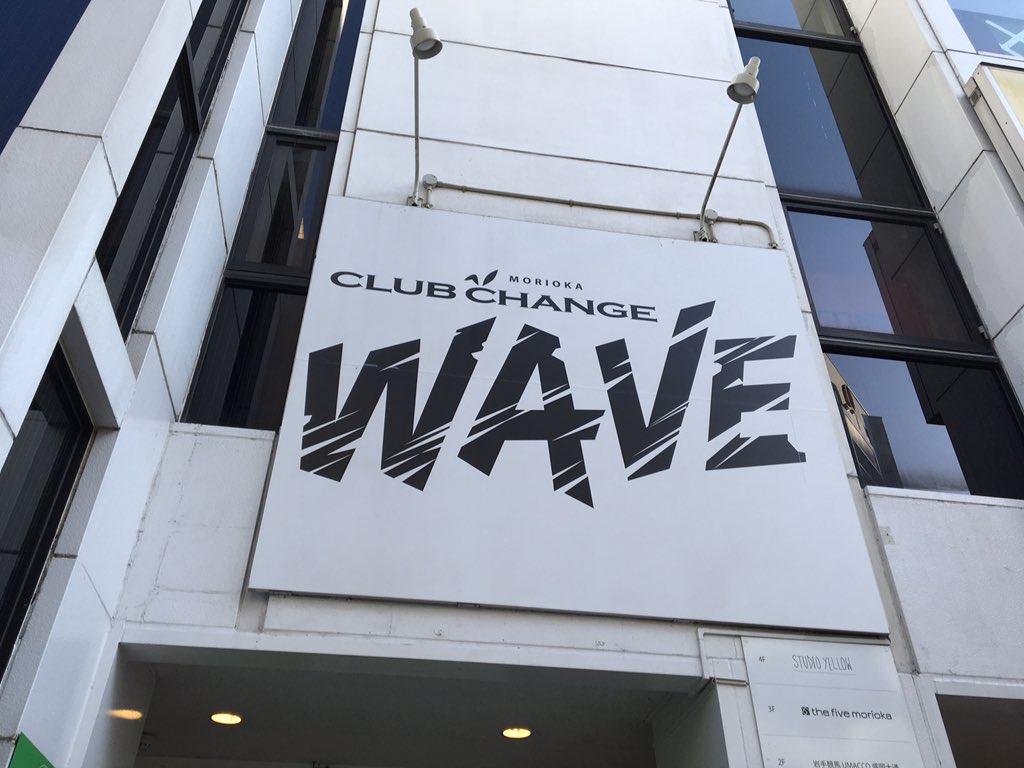 MORIOKA
CLUB CHANGE
WAVE
4F STUDIO YELLOW
3F the five morioka
2F 岩手競馬 UMACCO 盛岡大通